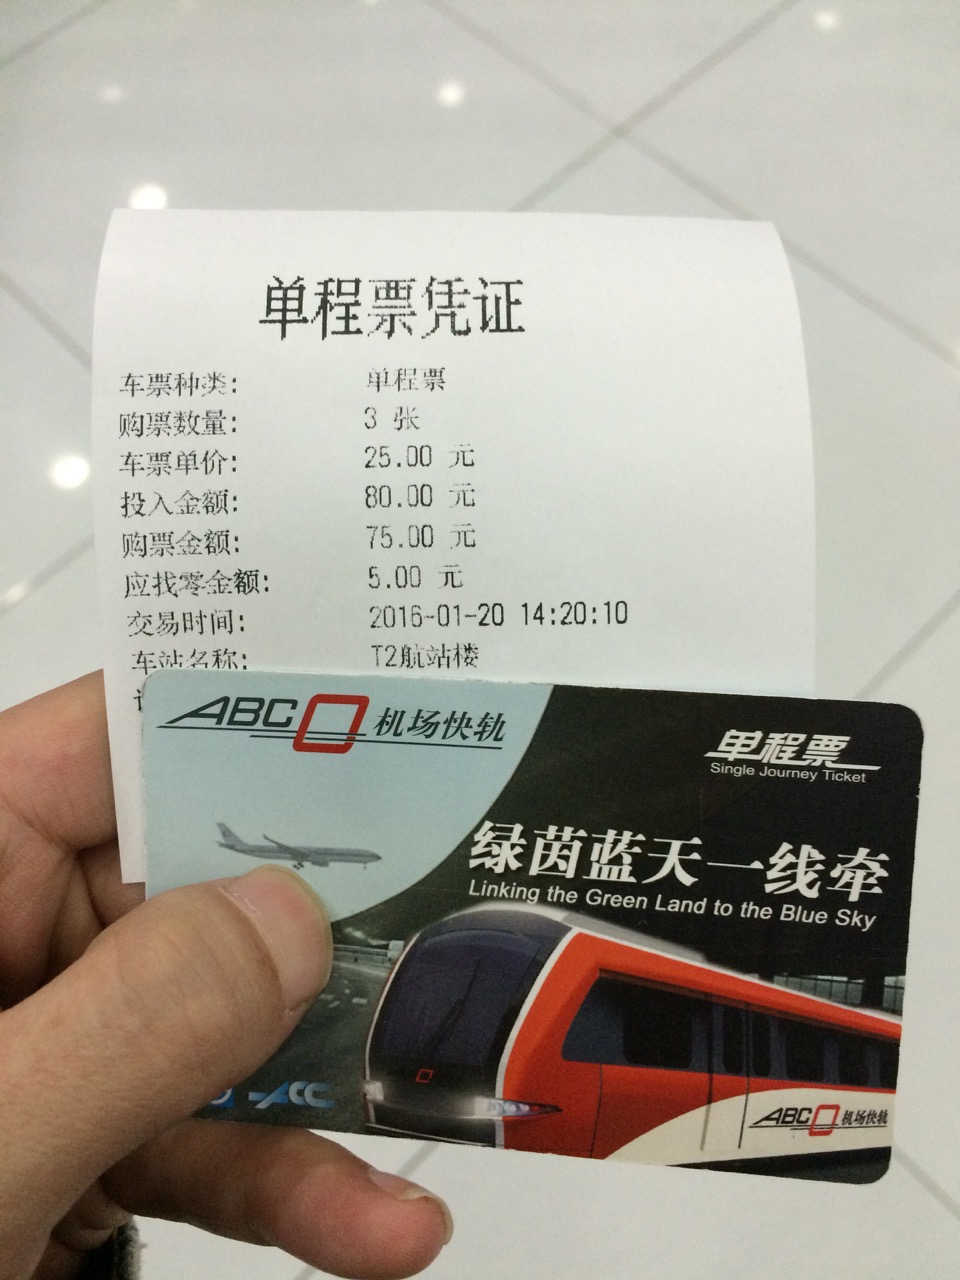 单程票凭证
车票种类: 单程票
购票数量: 3 张
车票单价: 25.00 元
投入金额: 80.00 元
购票金额: 75.00 元
应找零金额: 5.00 元
交易时间: 2016-01-20 14:20:10
车站名称: T2航站楼
ABC 机场快轨
单程票
Single Journey Ticket
绿茵蓝天一线牵
Linking the Green Land to the Blue Sky
ACC
ABC 机场快轨